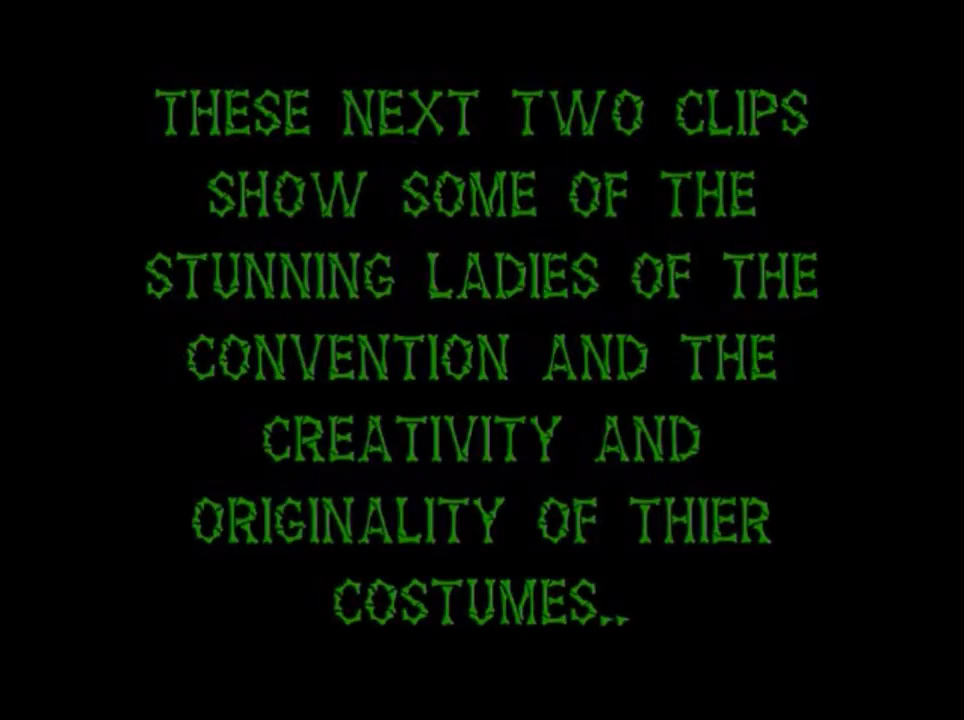 THESE NEXT TWO CLIPS
SHOW SOME OF THE
STUNNING LADIES OF THE
CONVENTION AND THE
CREATIVITY AND
ORIGINALITY OF THIER
COSTUMES..